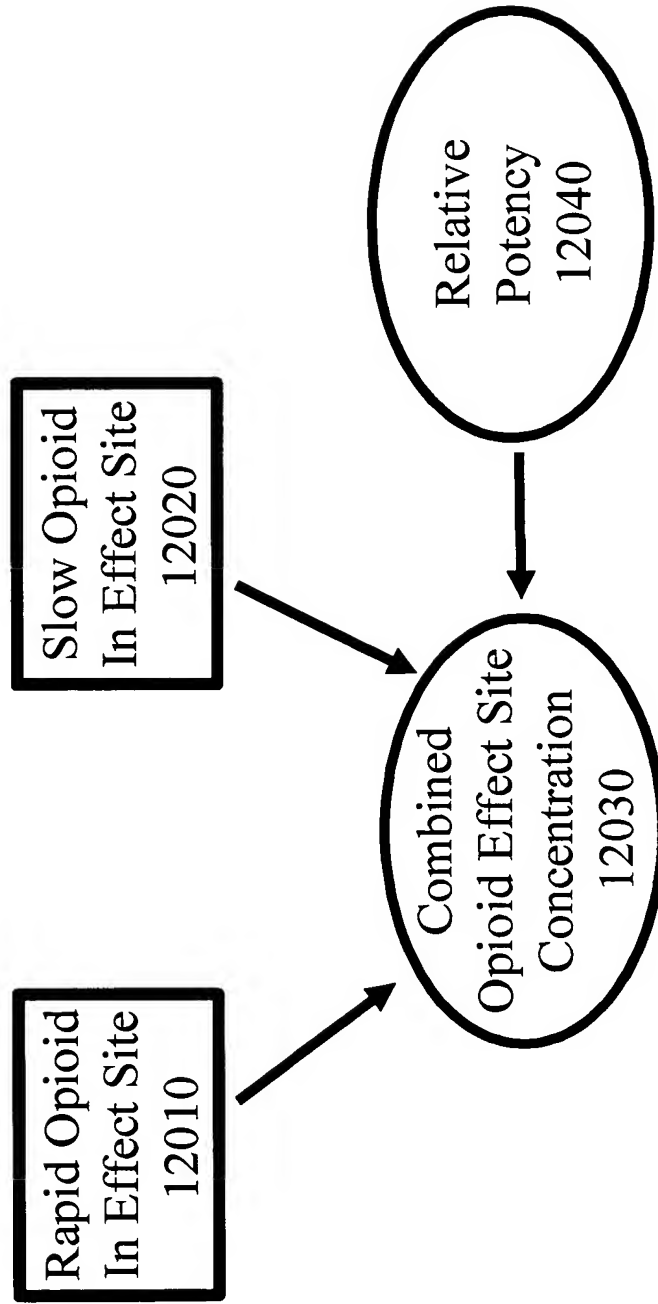 Rapid Opioid
In Effect Site
12010
Slow Opioid
In Effect Site
12020
Combined
Opioid Effect Site
Concentration
12030
Relative
Potency
12040